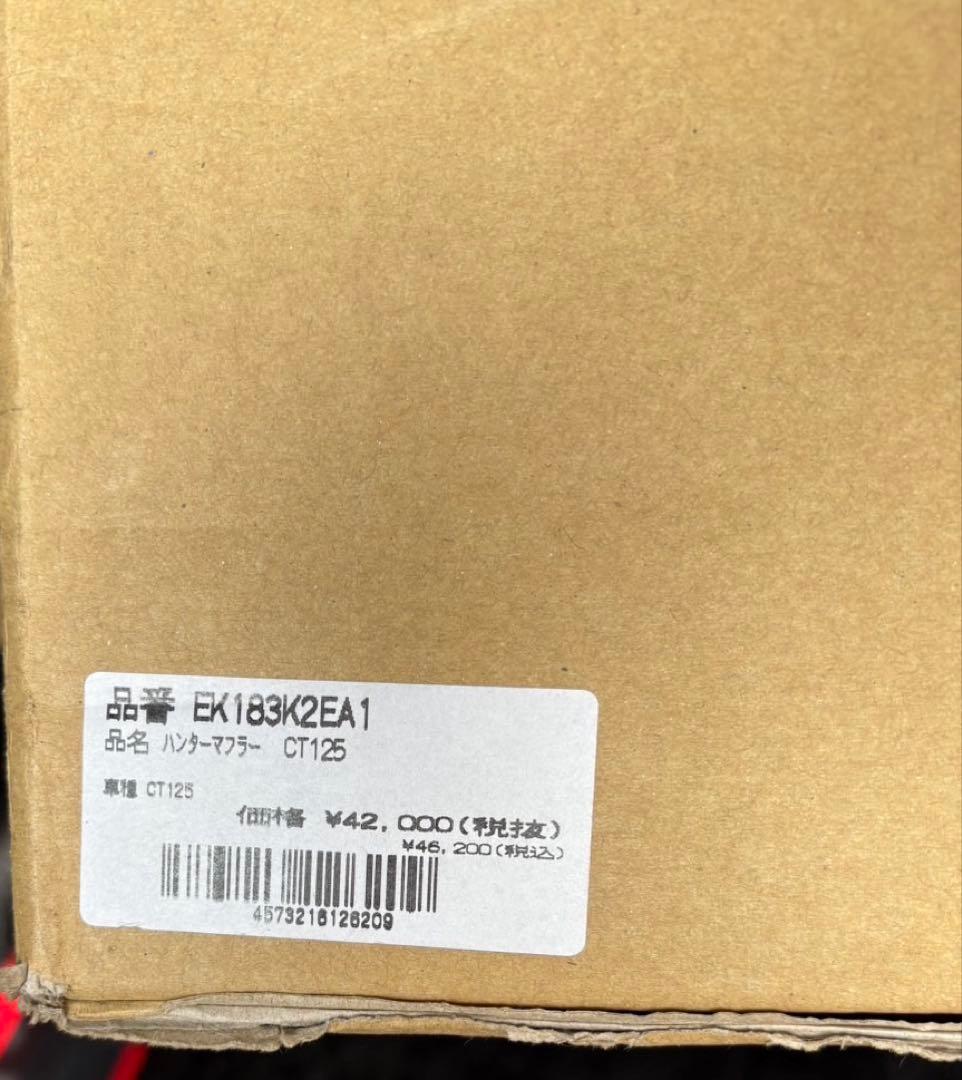 品番 EK183K2EA1
品名 ハンターマフラー CT125
車種 CT125
価格 ¥42,000(税抜)
¥46,200(税込)
4573216126209